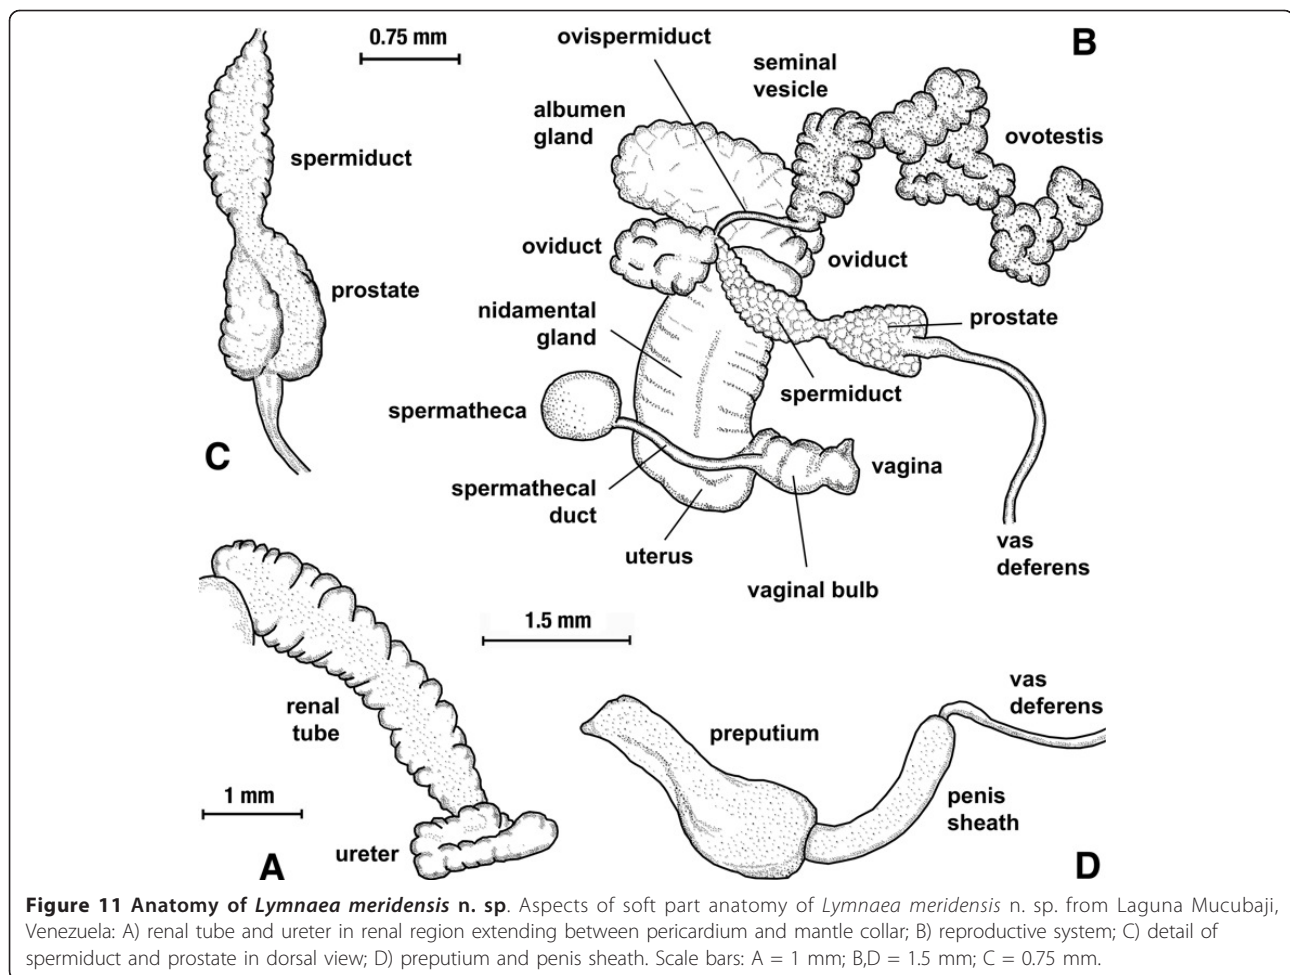 0.75 mm
ovispermiduct
B
seminal
vesicle
albumen
gland
ovotestis
spermiduct
oviduct
oviduct
prostate
nidamental
gland
prostate
spermiduct
spermatheca
C
vagina
spermathecal
duct
uterus
vas
deferens
vaginal bulb
1.5 mm
renal
tube
vas
deferens
preputium
1 mm
penis
sheath
ureter
A
D
Figure 11 Anatomy of Lymnaea meridensis n. sp. Aspects of soft part anatomy of Lymnaea meridensis n. sp. from Laguna Mucubaji,
Venezuela: A) renal tube and ureter in renal region extending between pericardium and mantle collar; B) reproductive system; C) detail of
spermiduct and prostate in dorsal view; D) preputium and penis sheath. Scale bars: A = 1 mm; B,D = 1.5 mm; C = 0.75 mm.